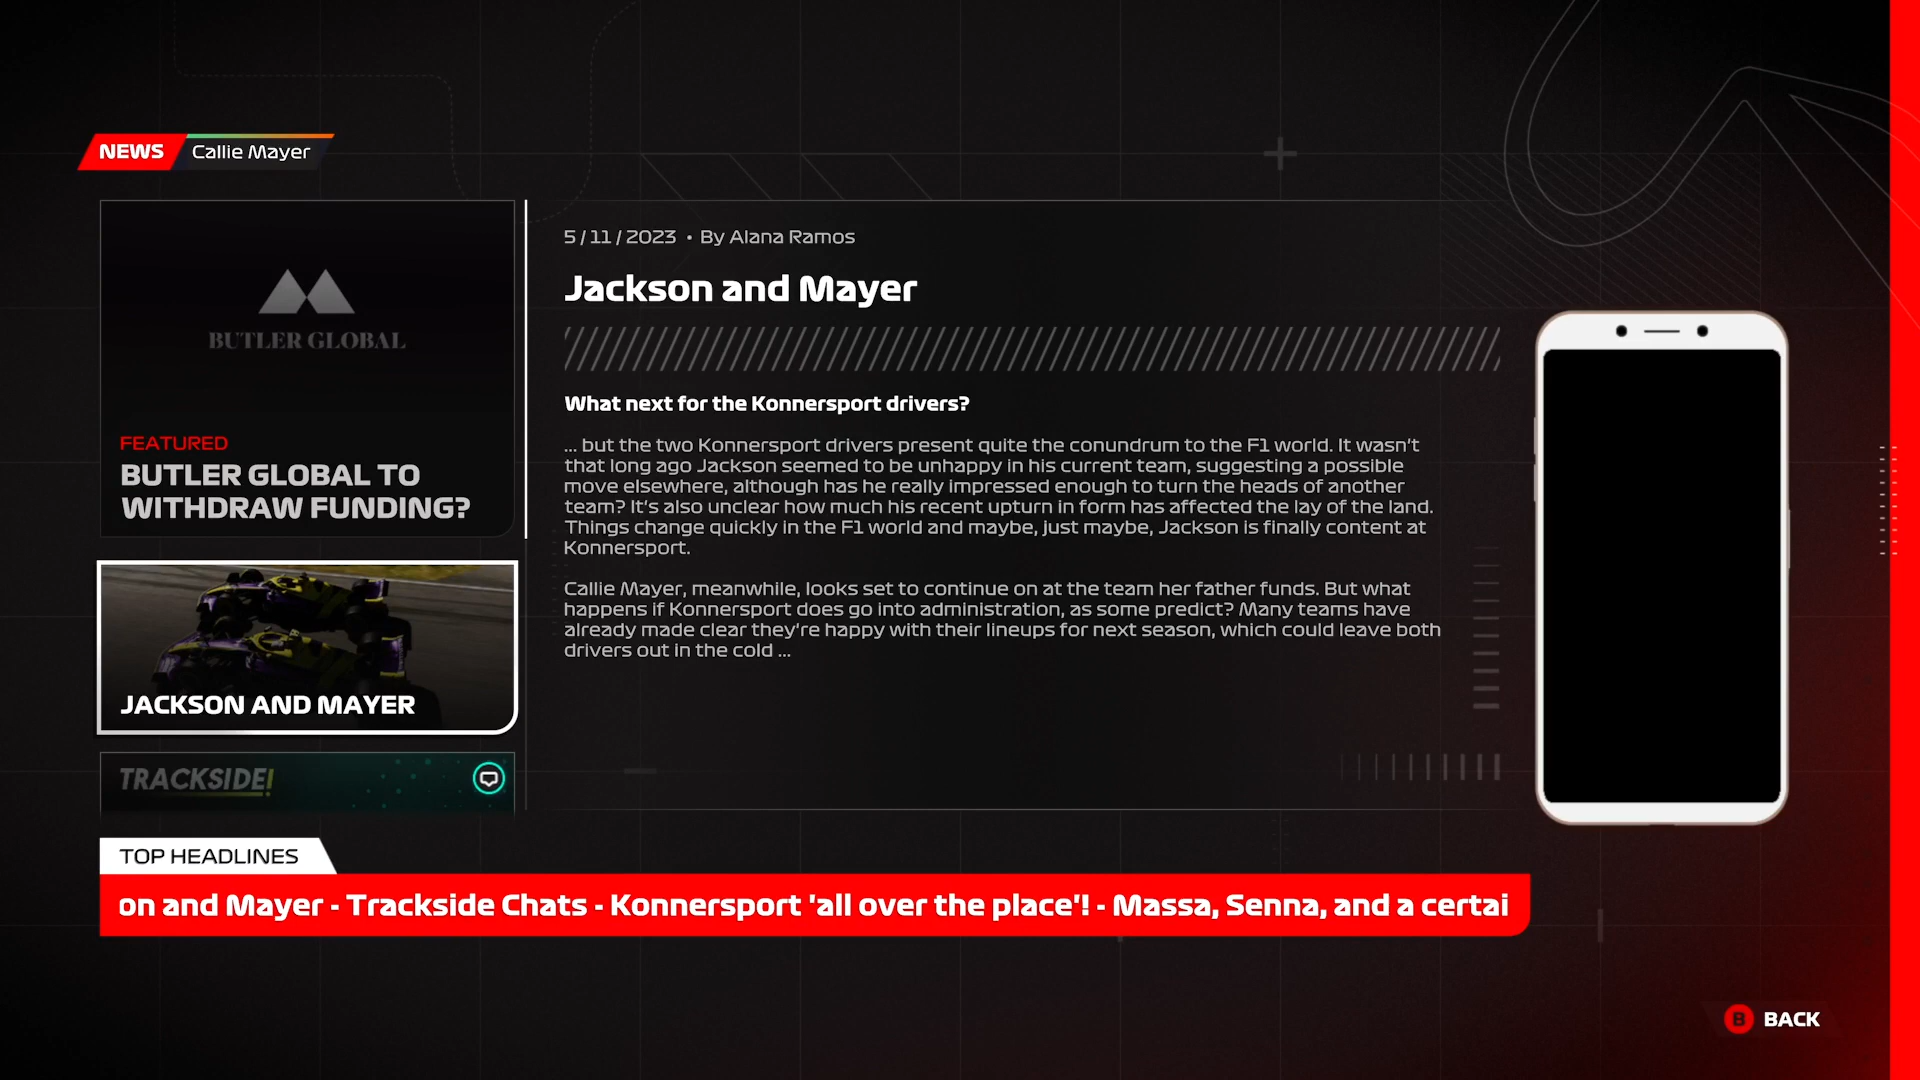 NEWS Callie Mayer
BUTLER GLOBAL
FEATURED
BUTLER GLOBAL TO
WITHDRAW FUNDING?
JACKSON AND MAYER
TRACKSIDE!
5 / 11 / 2023 • By Alana Ramos
Jackson and Mayer
What next for the Konnersport drivers?
... but the two Konnersport drivers present quite the conundrum to the F1 world. It wasn't
that long ago Jackson seemed to be unhappy in his current team, suggesting a possible
move elsewhere, although has he really impressed enough to turn the heads of another
team? It's also unclear how much his recent upturn in form has affected the lay of the land.
Things change quickly in the F1 world and maybe, just maybe, Jackson is finally content at
Konnersport.
Callie Mayer, meanwhile, looks set to continue on at the team her father funds. But what
happens if Konnersport does go into administration, as some predict? Many teams have
already made clear they're happy with their lineups for next season, which could leave both
drivers out in the cold ...
TOP HEADLINES
on and Mayer - Trackside Chats - Konnersport 'all over the place'! - Massa, Senna, and a certai
B BACK